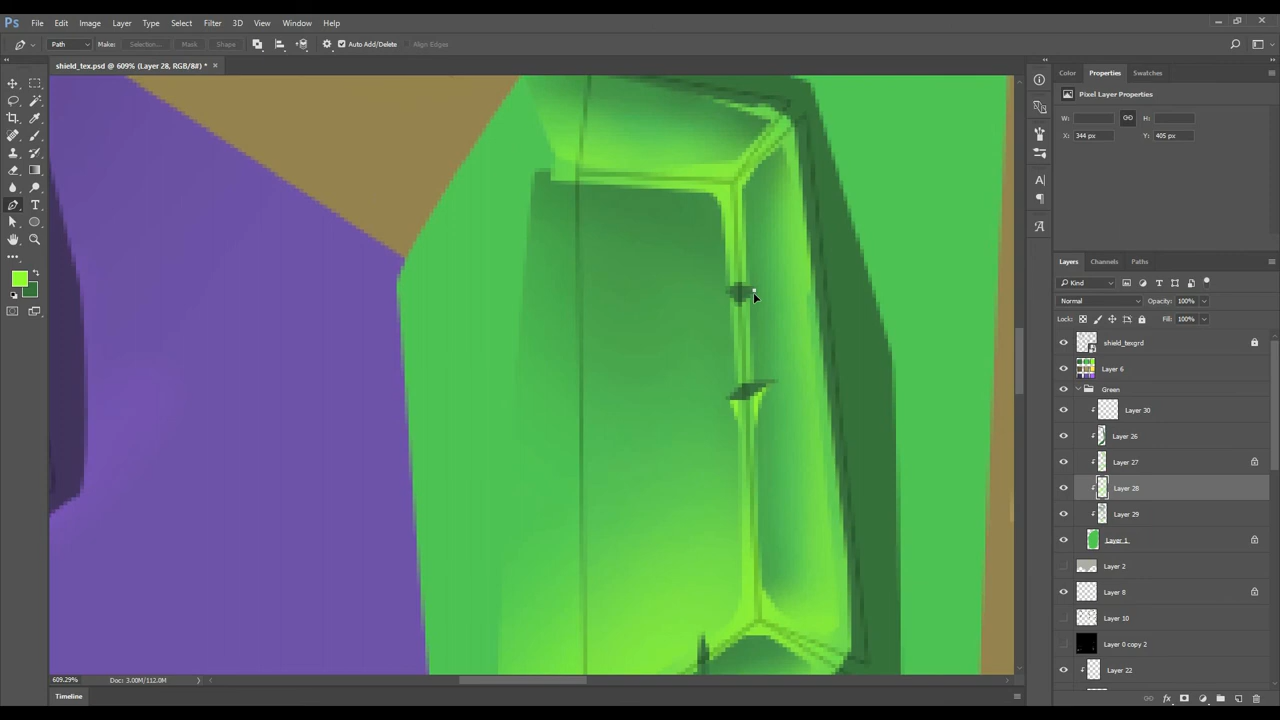 Ps File Edit Image Layer Type Select Filter 3D View Window Help
Path Make: Selection... Mask Shape Auto Add/Delete Align Edges
shield_tex.psd @ 609% (Layer 28, RGB/8#) * ×
Color Properties Swatches
Pixel Layer Properties
W: H:
X: 344 px Y: 405 px
Layers Channels Paths
Kind
Normal Opacity: 100%
Lock: Fill: 100%
shield_texgrd
Layer 6
Green
Layer 30
Layer 26
Layer 27
Layer 28
Layer 29
Layer 1
Layer 2
Layer 8
Layer 10
Layer 0 copy 2
Layer 22
609.29% Doc: 3.00M/112.0M
Timeline